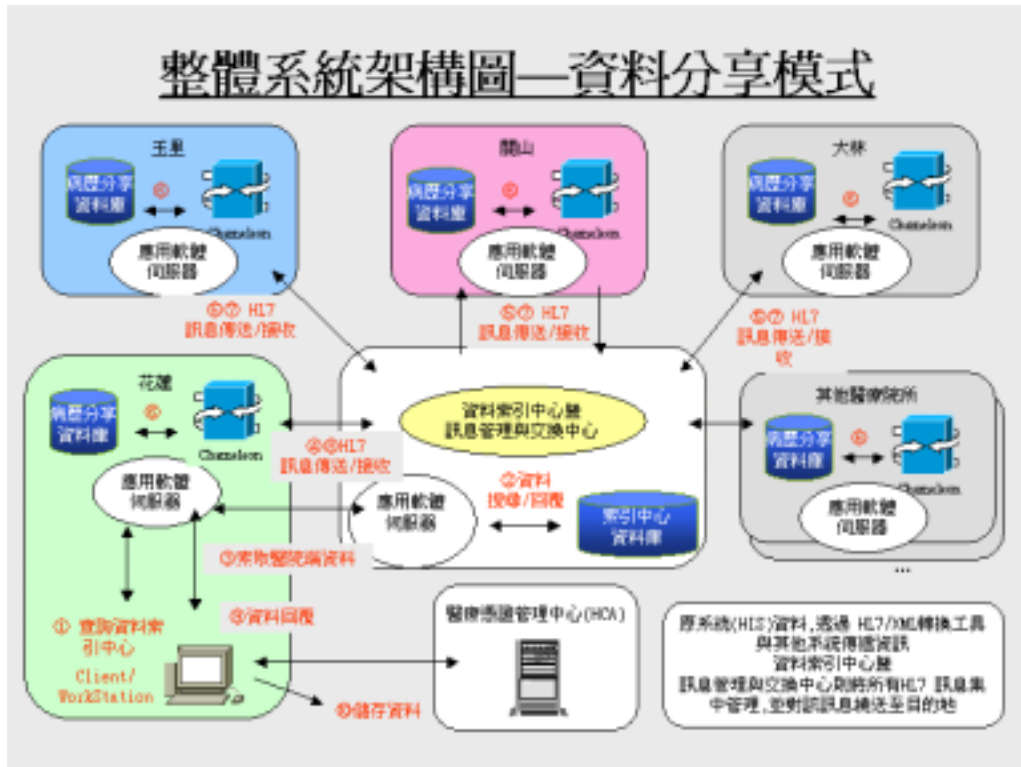 整體系統架構圖—資料分享模式
玉里
病歷分享
資料庫
⑥
Chameleon
應用軟體
伺服器
關山
病歷分享
資料庫
⑥
Chameleon
應用軟體
伺服器
大林
病歷分享
資料庫
⑥
Chameleon
應用軟體
伺服器
⑤⑦ HL7
訊息傳送/接收
⑤⑦ HL7
訊息傳送/接收
⑤⑦ HL7
訊息傳送/接
收
花蓮
病歷分享
資料庫
⑥
Chameleon
應用軟體
伺服器
資料索引中心暨
訊息管理與交換中心
④⑧HL7
訊息傳送/接收
應用軟體
伺服器
②資料
搜尋/回覆
索引中心
資料庫
其他醫療院所
病歷分享
資料庫
⑥
Chameleon
應用軟體
伺服器
...
③索取醫院端資料
⑨資料回覆
① 查詢資料索
引中心
Client/
WorkStation
⑩儲存資料
醫療憑證管理中心(HCA)
原系統(HIS)資料,透過 HL7/XML轉換工具
與其他系統傳遞資訊
資料索引中心暨
訊息管理與交換中心則將所有HL7 訊息集
中管理,並對該訊息繞送至目的地